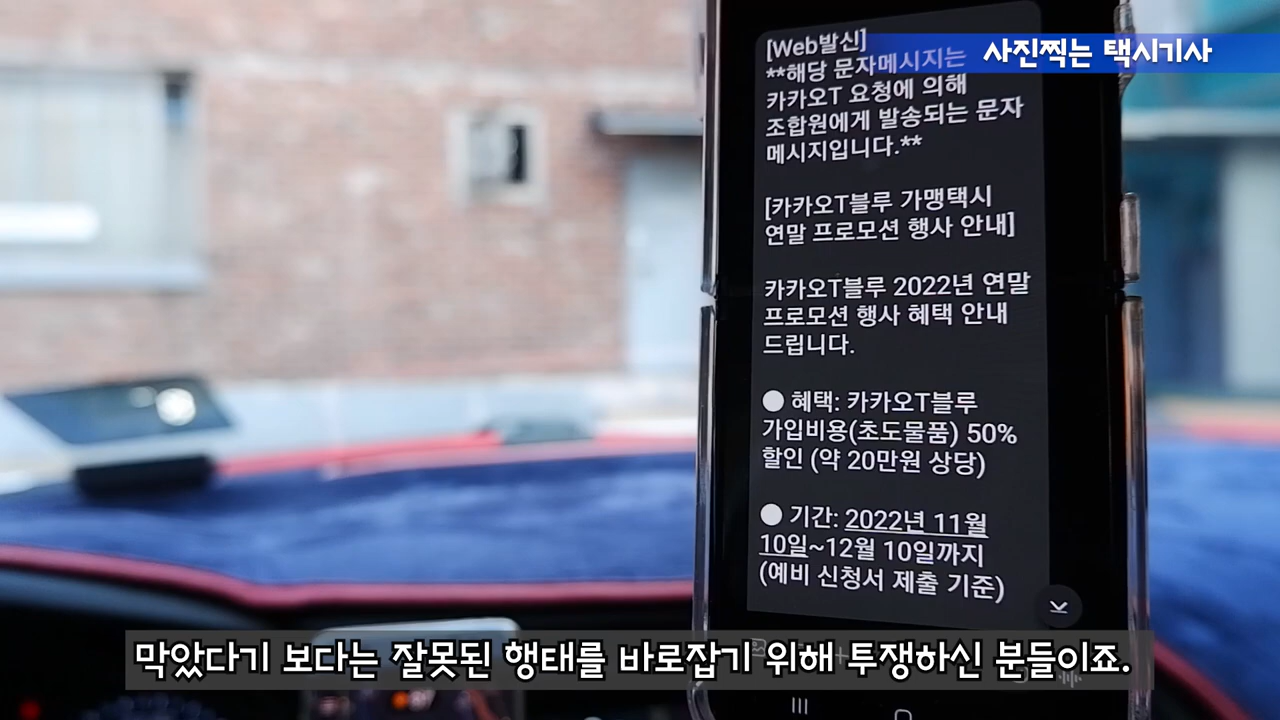 사진찍는 택시기사
[Web발신]
**해당 문자메시지는
카카오T 요청에 의해
조합원에게 발송되는 문자
메시지입니다.**
[카카오T블루 가맹택시
연말 프로모션 행사 안내]
카카오T블루 2022년 연말
프로모션 행사 혜택 안내
드립니다.
● 혜택: 카카오T블루
가입비용(초도물품) 50%
할인 (약 20만원 상당)
● 기간: 2022년 11월
10일~12월 10일까지
(예비 신청서 제출 기준)
막았다기 보다는 잘못된 행태를 바로잡기 위해 투쟁하신 분들이죠.